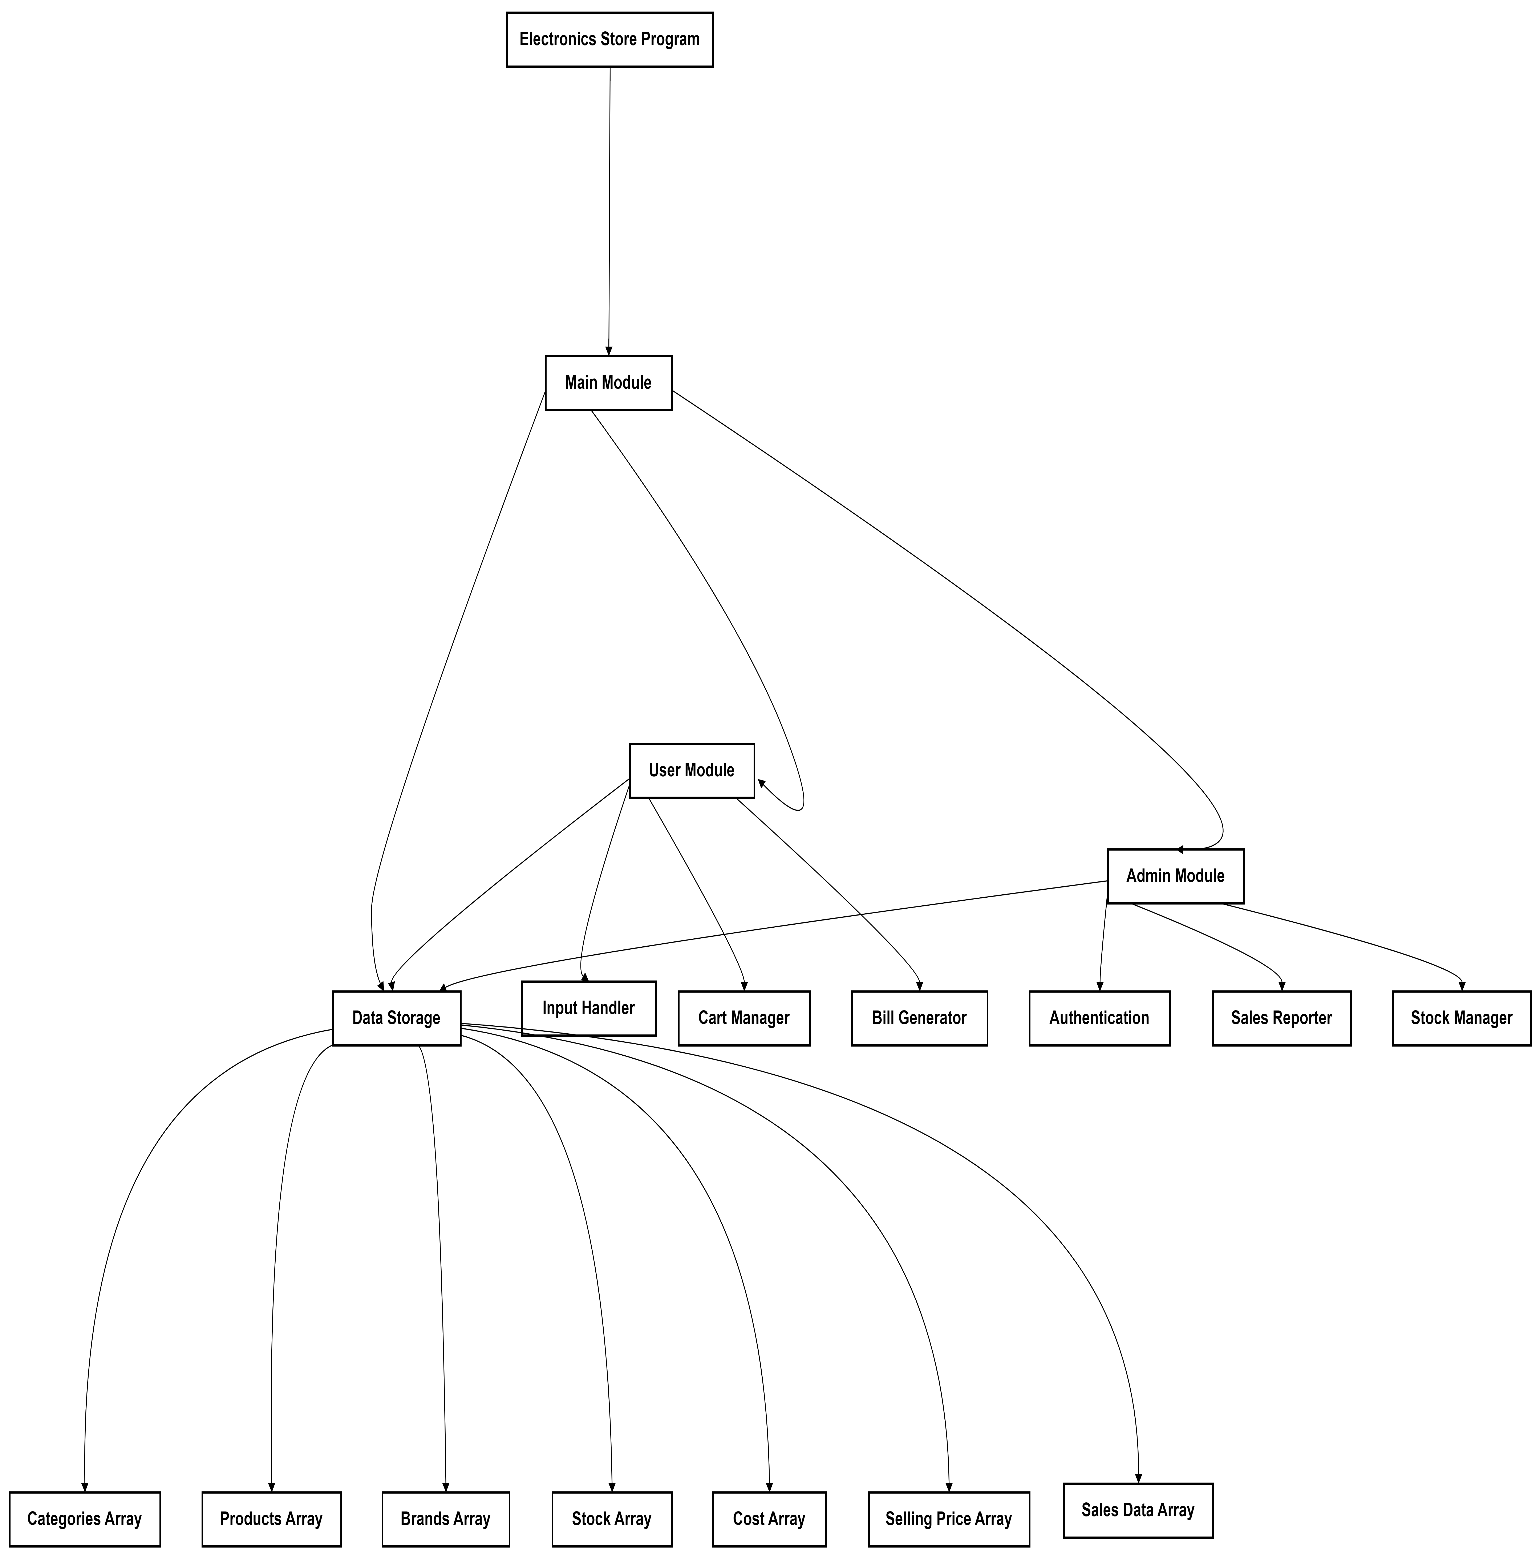 Electronics Store Program
Main Module
User Module
Admin Module
Data Storage
Input Handler
Cart Manager
Bill Generator
Authentication
Sales Reporter
Stock Manager
Categories Array
Products Array
Brands Array
Stock Array
Cost Array
Selling Price Array
Sales Data Array